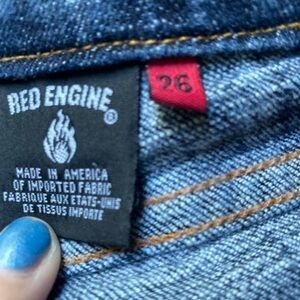 RED ENGINE®
26
MADE IN AMERICA
OF IMPORTED FABRIC
FABRIQUE AUX ETATS-UNIS
DE TISSUS IMPORTE